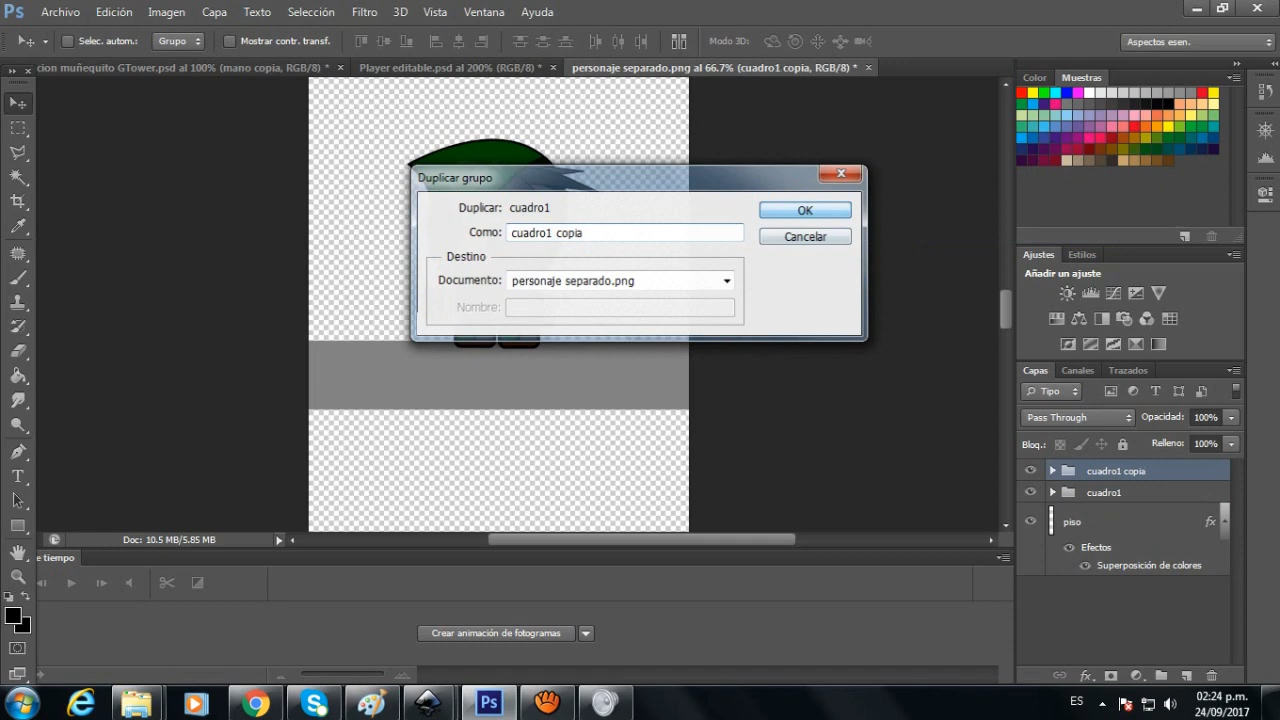 Ps Archivo Edición Imagen Capa Texto Selección Filtro 3D Vista Ventana Ayuda
Selec. autom.: Grupo Mostrar contr. transf. Modo 3D: Aspectos esen.
cion muñequito GTower.psd al 100% (mano copia, RGB/8) * × Player editable.psd al 200% (RGB/8) * × personaje separado.png al 66.7% (cuadro1 copia, RGB/8) * ×
Color Muestras
Duplicar grupo
Duplicar: cuadro1
OK
Como: cuadro1 copia
Cancelar
Destino
Documento: personaje separado.png
Nombre:
Ajustes Estilos
Añadir un ajuste
Capas Canales Trazados
Tipo
Pass Through Opacidad: 100%
Bloq.: Relleno: 100%
cuadro1 copia
cuadro1
piso fx
Efectos
Superposición de colores
Doc: 10.5 MB/5.85 MB
e tiempo
Crear animación de fotogramas
fx
Ps
ES
02:24 p.m.
24/09/2017